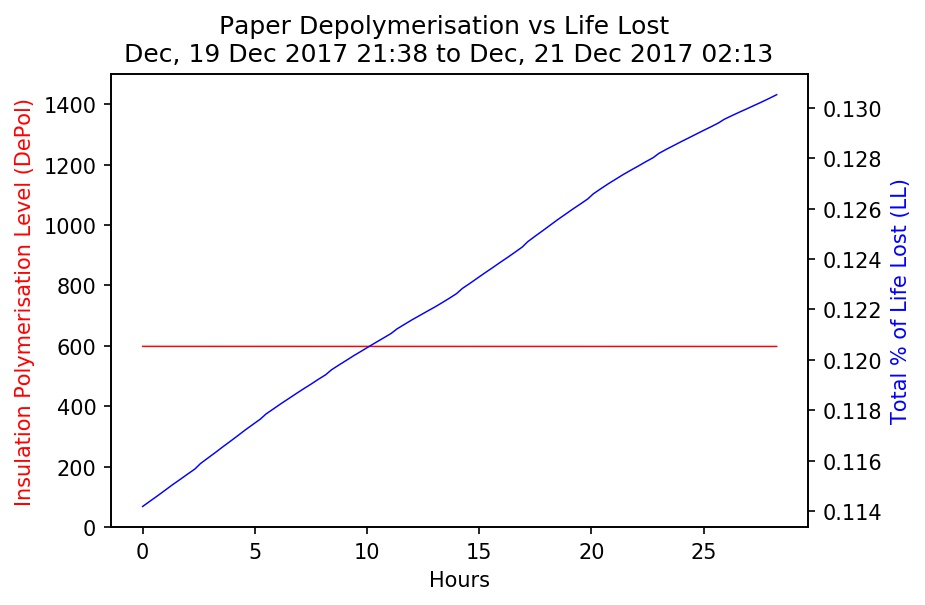 Paper Depolymerisation vs Life Lost
Dec, 19 Dec 2017 21:38 to Dec, 21 Dec 2017 02:13
Insulation Polymerisation Level (DePol)
1400
1200
1000
800
600
400
200
0
0.130
0.128
0.126
0.124
0.122
0.120
0.118
0.116
0.114
Total % of Life Lost (LL)
0 5 10 15 20 25
Hours